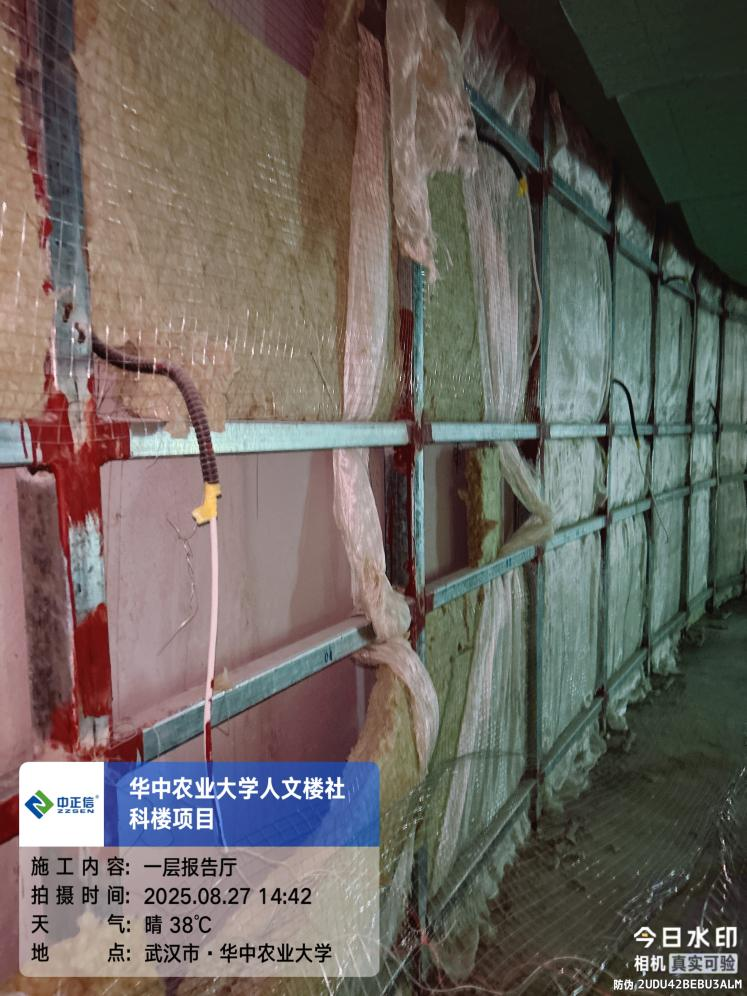 中正信®
ZZSEN
华中农业大学人文楼社
科楼项目
施工内容: 一层报告厅
拍摄时间: 2025.08.27 14:42
天气: 晴 38℃
地点: 武汉市·华中农业大学
今日水印
相机 真实可验
防伪 2UDU42BEBU3ALM